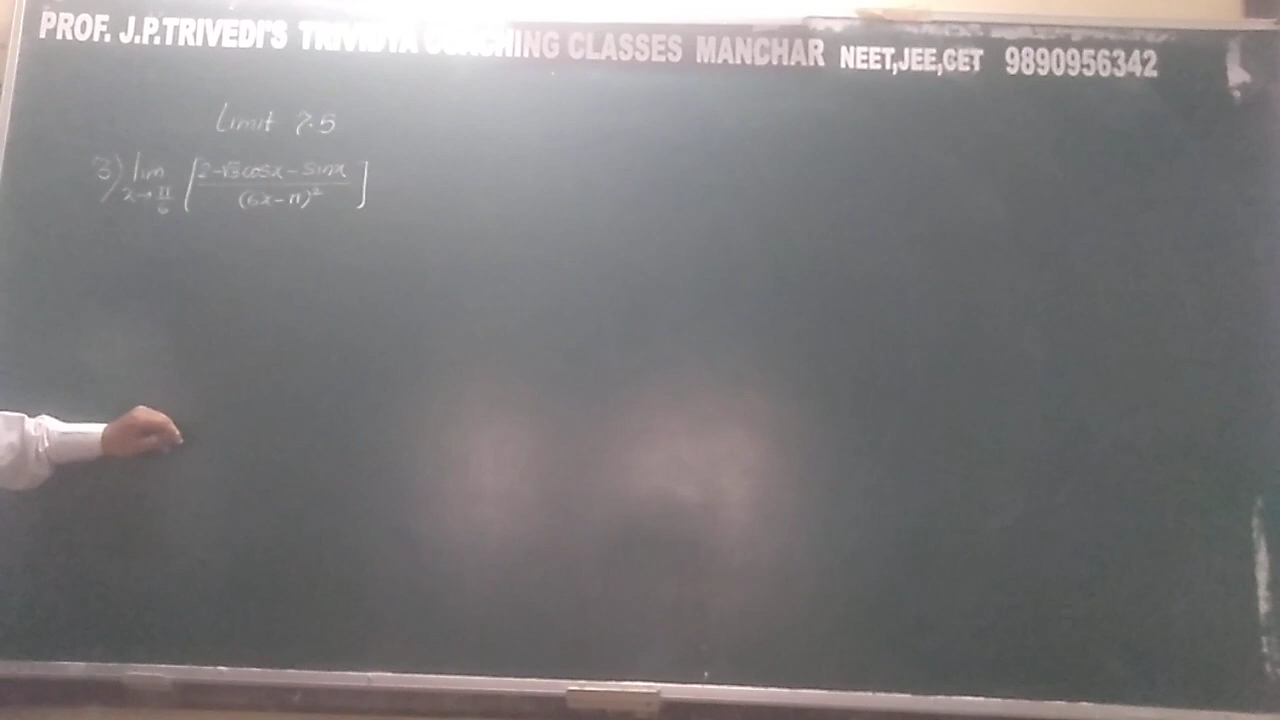 PROF. J.P.TRIVEDI'S TRIVIDYA COACHING CLASSES MANCHAR NEET,JEE,CET 9890956342
Limit 7.5
3) lim x→π/6 [2-√3cosx-sinx / (6x-π)²]